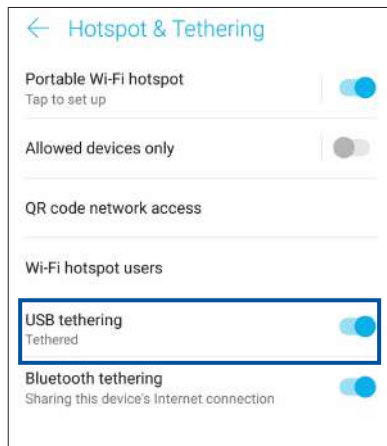 Hotspot & Tethering
Portable Wi-Fi hotspot
Tap to set up
Allowed devices only
QR code network access
Wi-Fi hotspot users
USB tethering
Tethered
Bluetooth tethering
Sharing this device's Internet connection